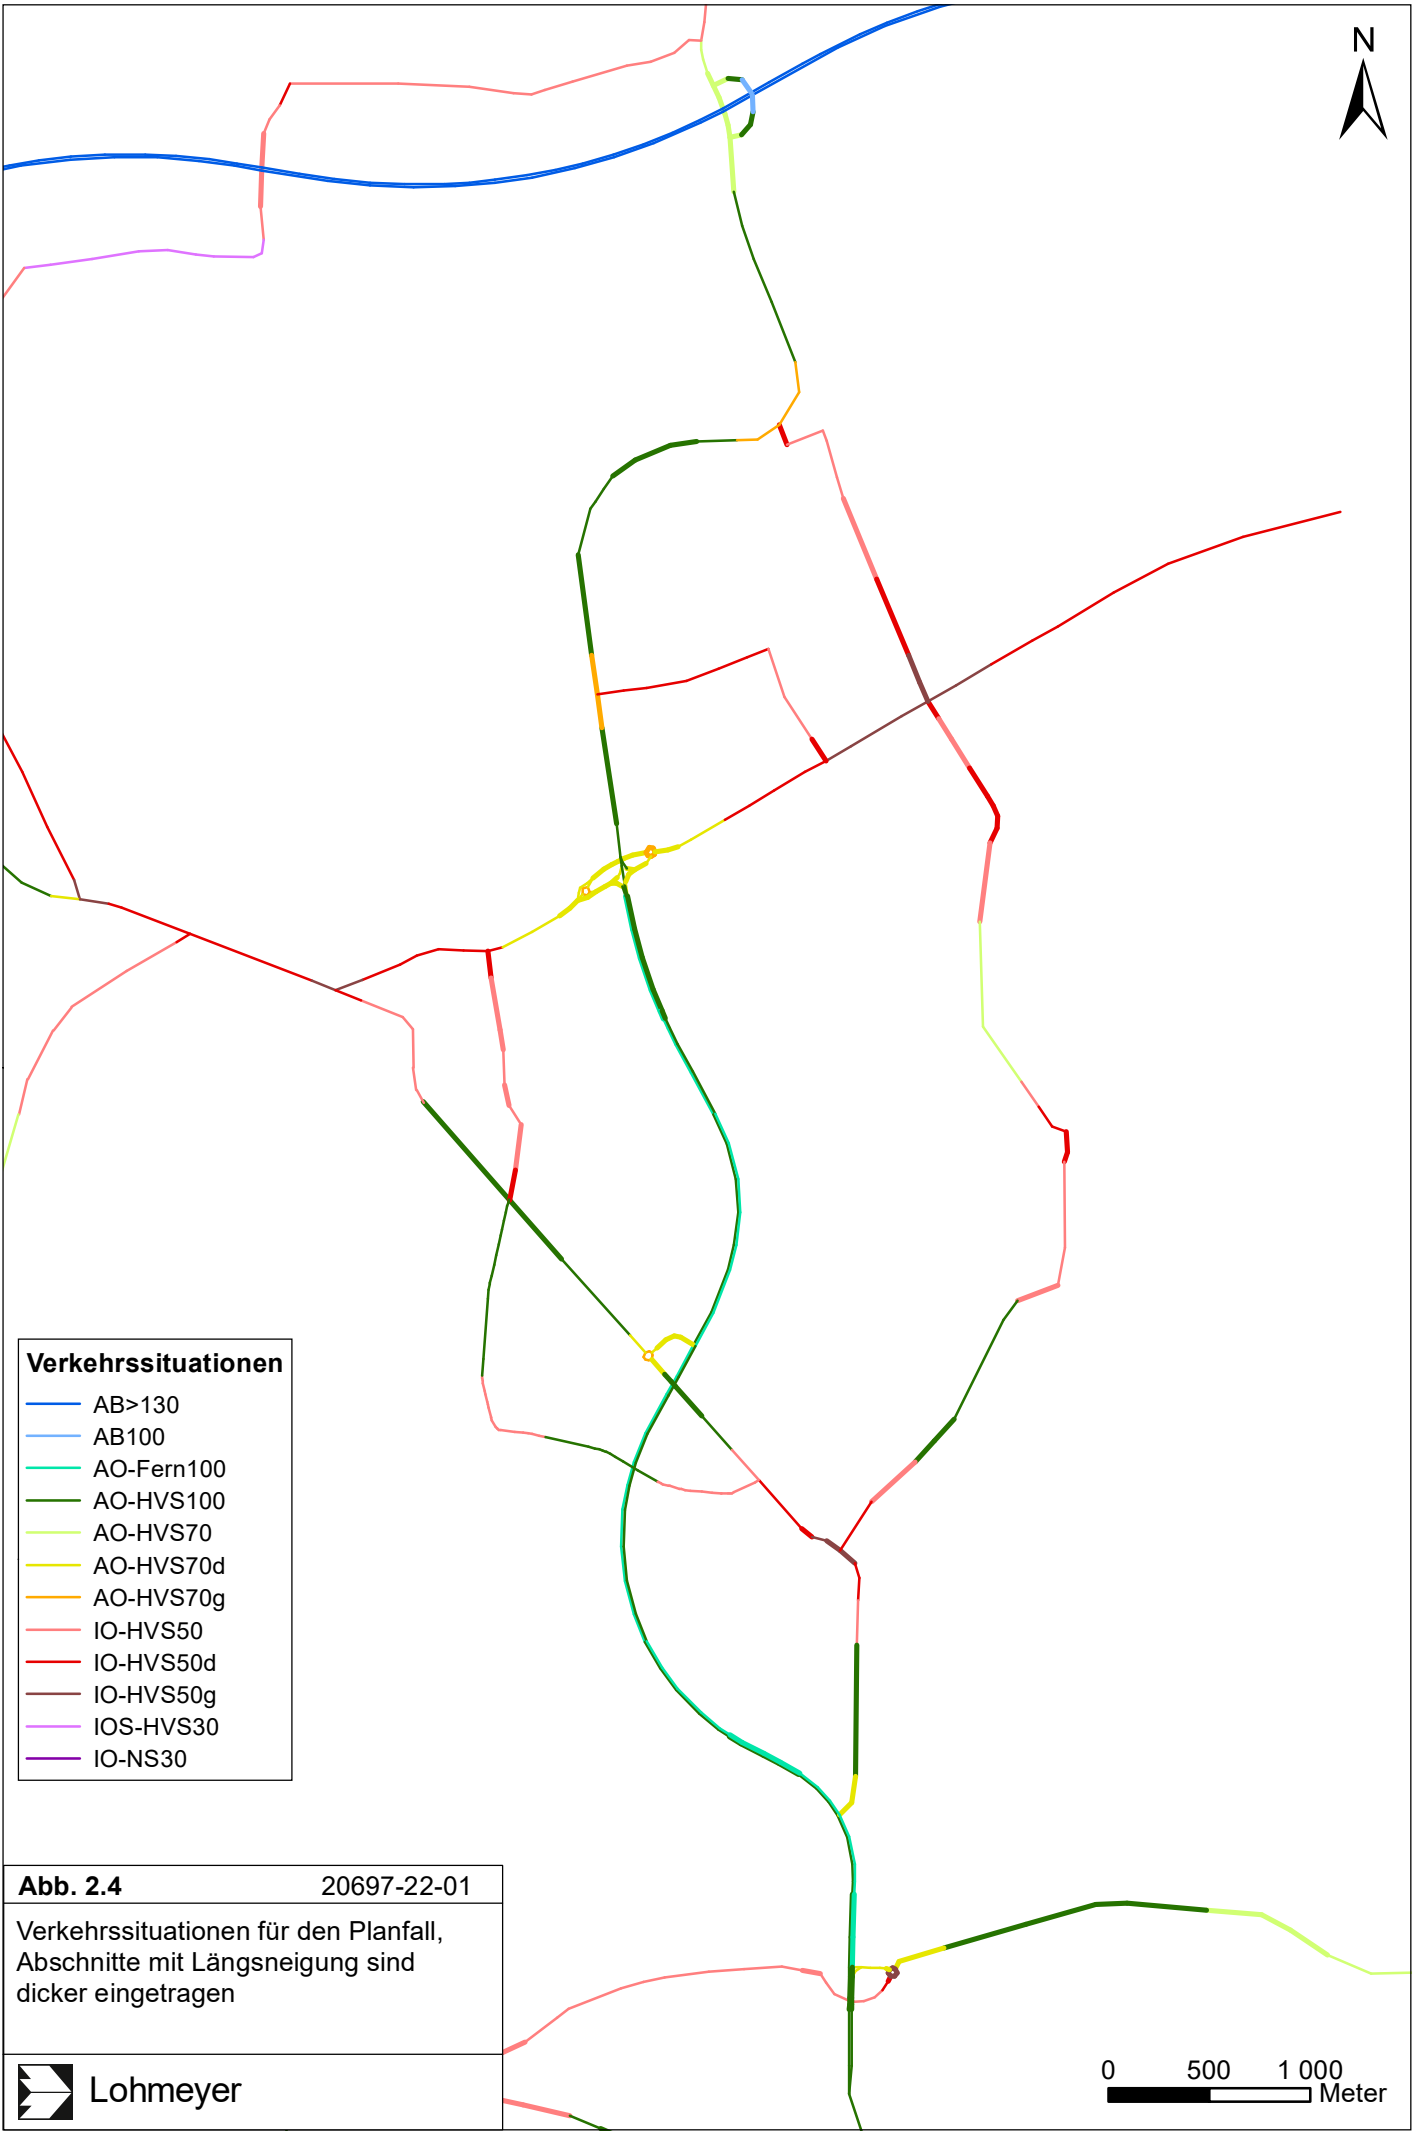 N
Verkehrssituationen
AB>130
AB100
AO-Fern100
AO-HVS100
AO-HVS70
AO-HVS70d
AO-HVS70g
IO-HVS50
IO-HVS50d
IO-HVS50g
IOS-HVS30
IO-NS30
Abb. 2.4 20697-22-01
Verkehrssituationen für den Planfall,
Abschnitte mit Längsneigung sind
dicker eingetragen
Lohmeyer
0 500 1 000
Meter